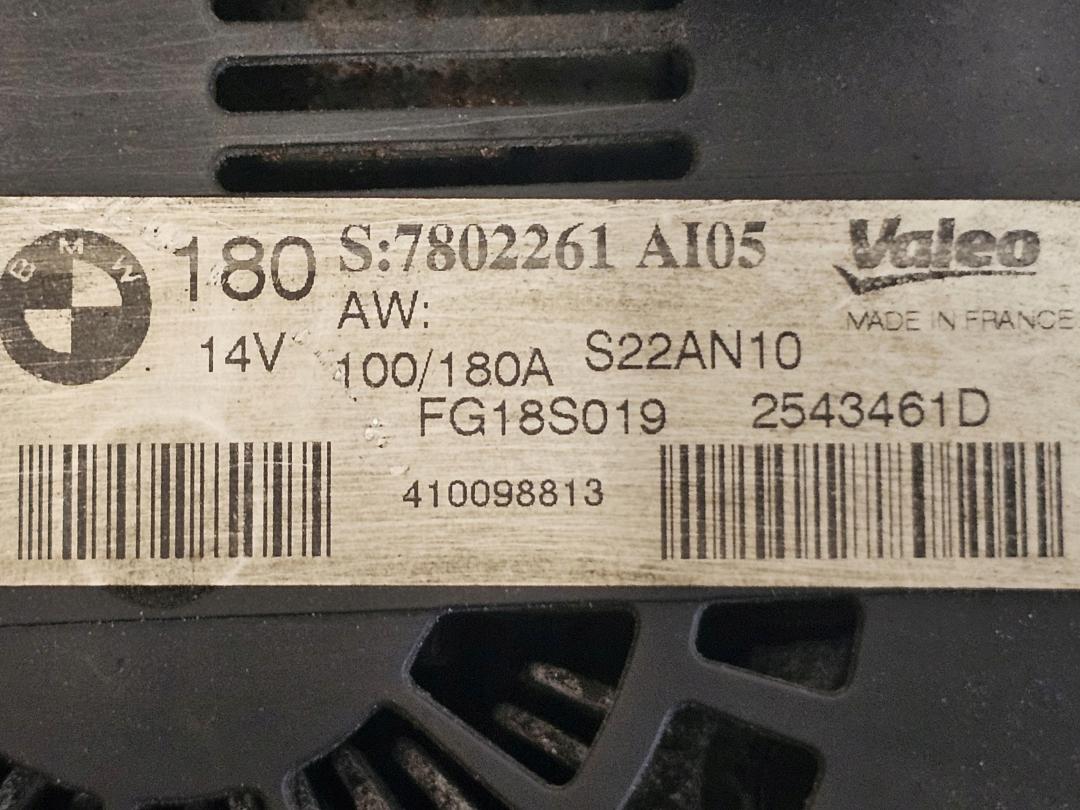 BMW
180 S:7802261 AI05
Valeo
AW:
MADE IN FRANCE
14V 100/180A S22AN10
FG18S019 2543461D
410098813